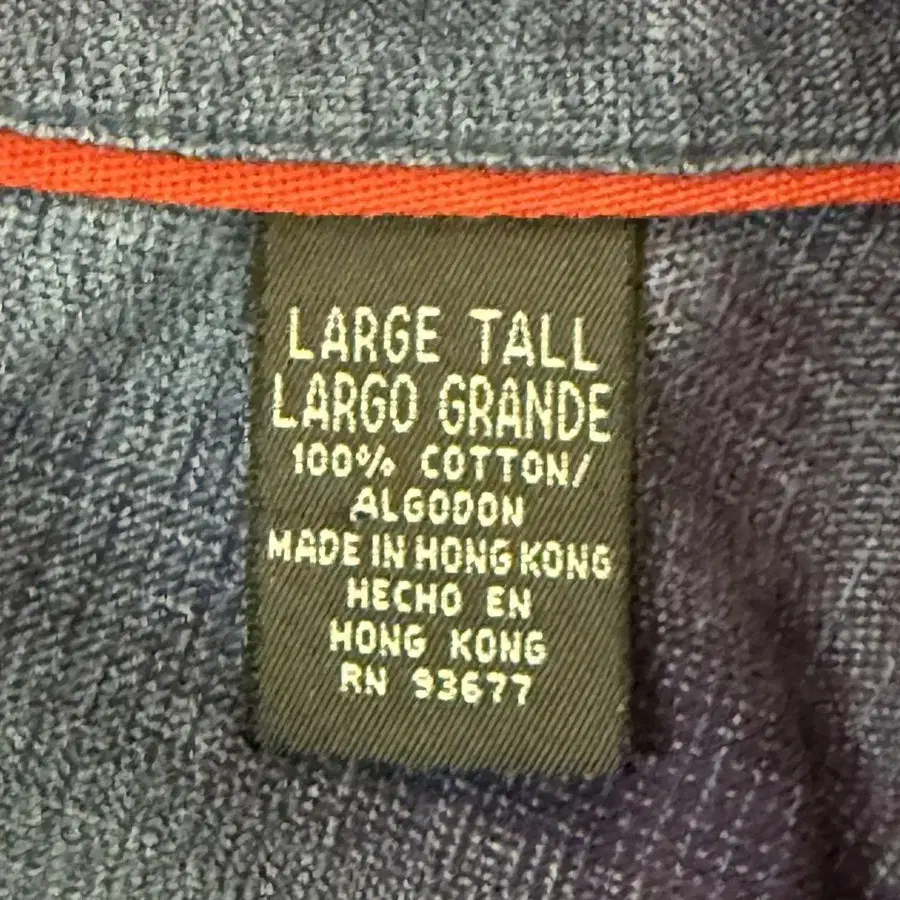 LARGE TALL
LARGO GRANDE
100% COTTON/
ALGODON
MADE IN HONG KONG
HECHO EN
HONG KONG
RN 93677